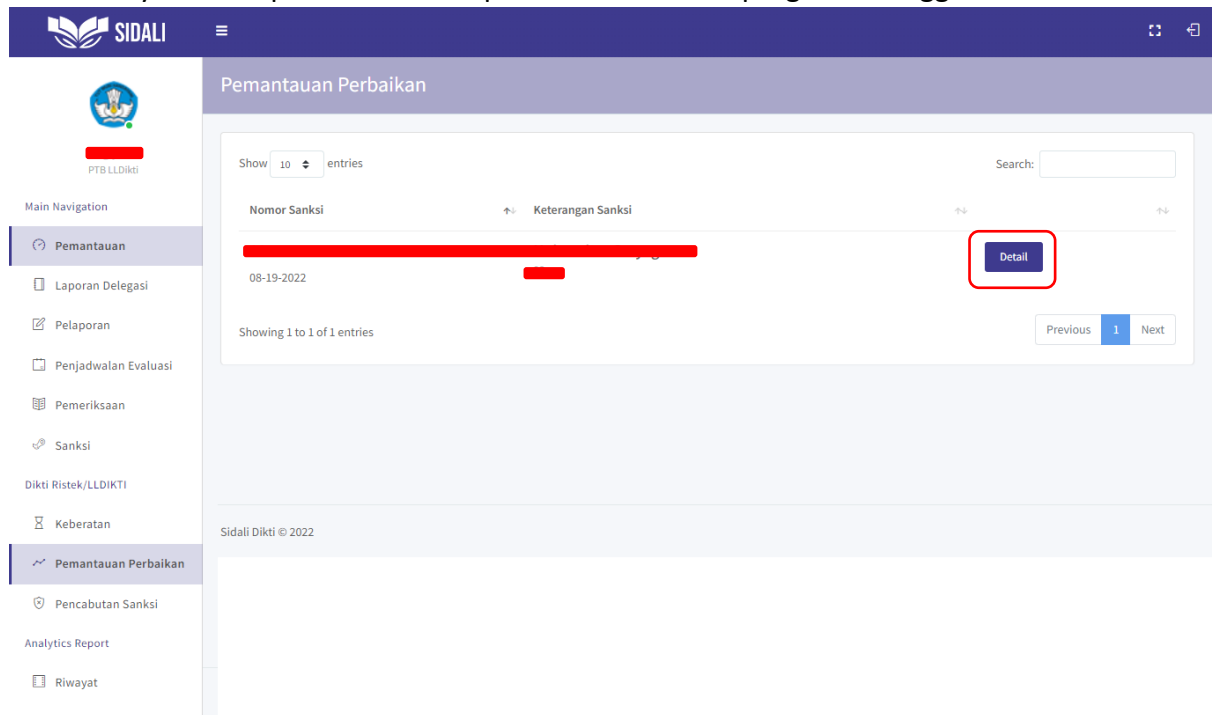 SIDALI
Pemantauan Perbaikan
PTB LLDikti
Main Navigation
Pemantauan
Laporan Delegasi
Pelaporan
Penjadwalan Evaluasi
Pemeriksaan
Sanksi
Dikti Ristek/LLDIKTI
Keberatan
Pemantauan Perbaikan
Pencabutan Sanksi
Analytics Report
Riwayat
Show 10 entries
Search:
Nomor Sanksi Keterangan Sanksi
Detail
08-19-2022
Showing 1 to 1 of 1 entries
Previous 1 Next
Sidali Dikti © 2022